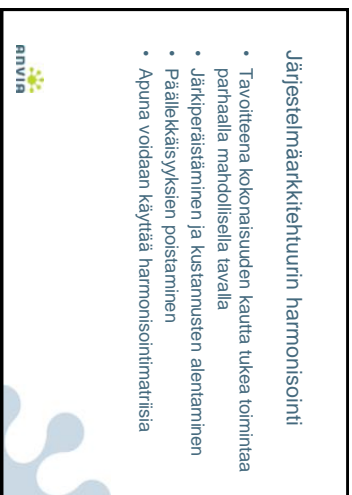 Järjestelmäarkkitehtuurin harmonisointi
• Tavoitteena kokonaisuuden kautta tukea toimintaa
parhaalla mahdollisella tavalla
• Järkiperäistäminen ja kustannusten alentaminen
• Päällekkäisyyksien poistaminen
• Apuna voidaan käyttää harmonisointimatriisia
anvia